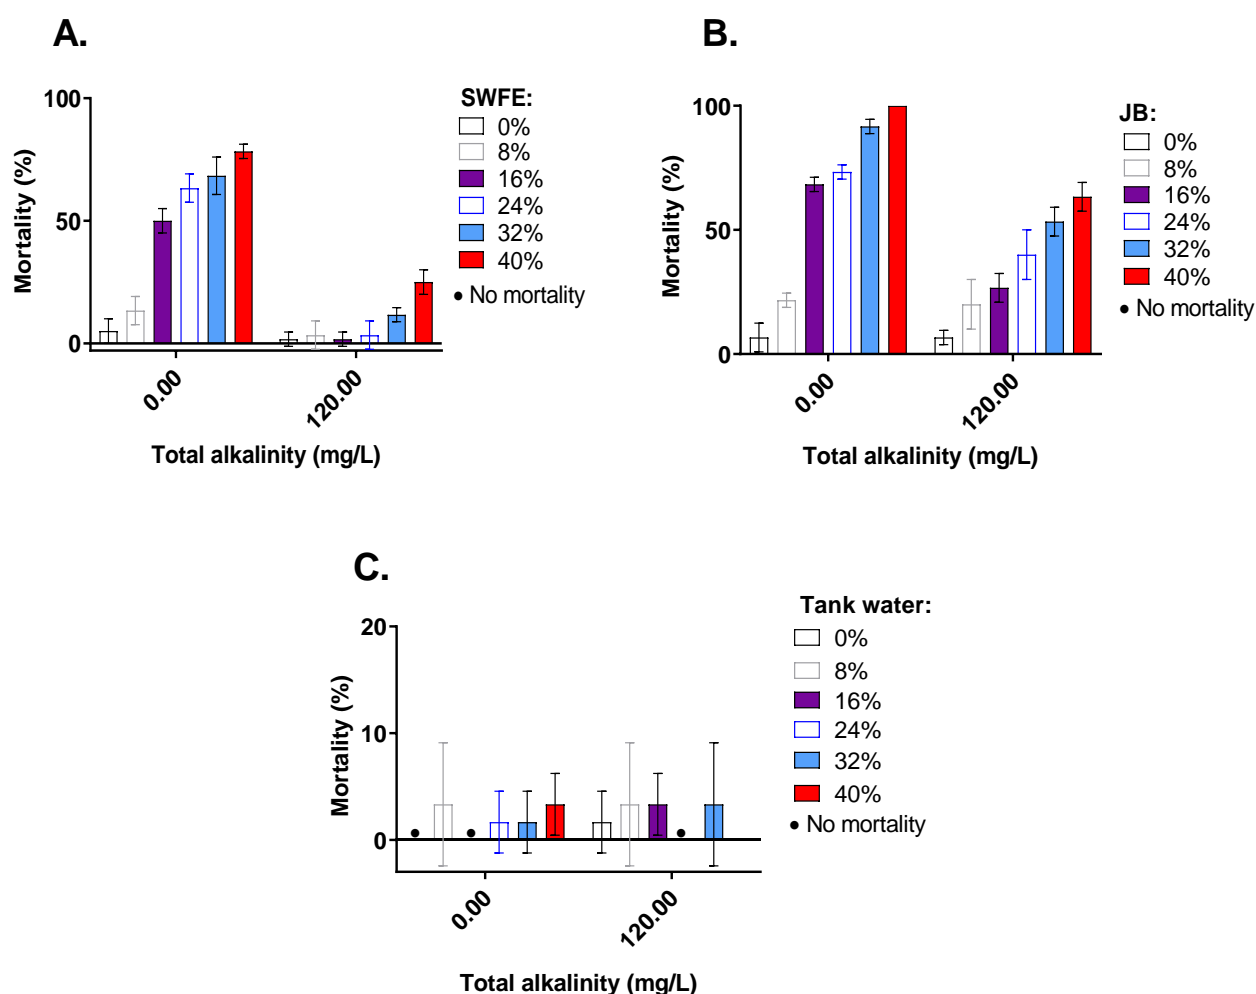 A.
100
50
0
Mortality (%)
0.00
120.00
Total alkalinity (mg/L)
SWFE:
0%
8%
16%
24%
32%
40%
• No mortality
B.
100
50
0
Mortality (%)
0.00
120.00
Total alkalinity (mg/L)
JB:
0%
8%
16%
24%
32%
40%
• No mortality
C.
20
10
0
Mortality (%)
0.00
120.00
Total alkalinity (mg/L)
Tank water:
0%
8%
16%
24%
32%
40%
• No mortality